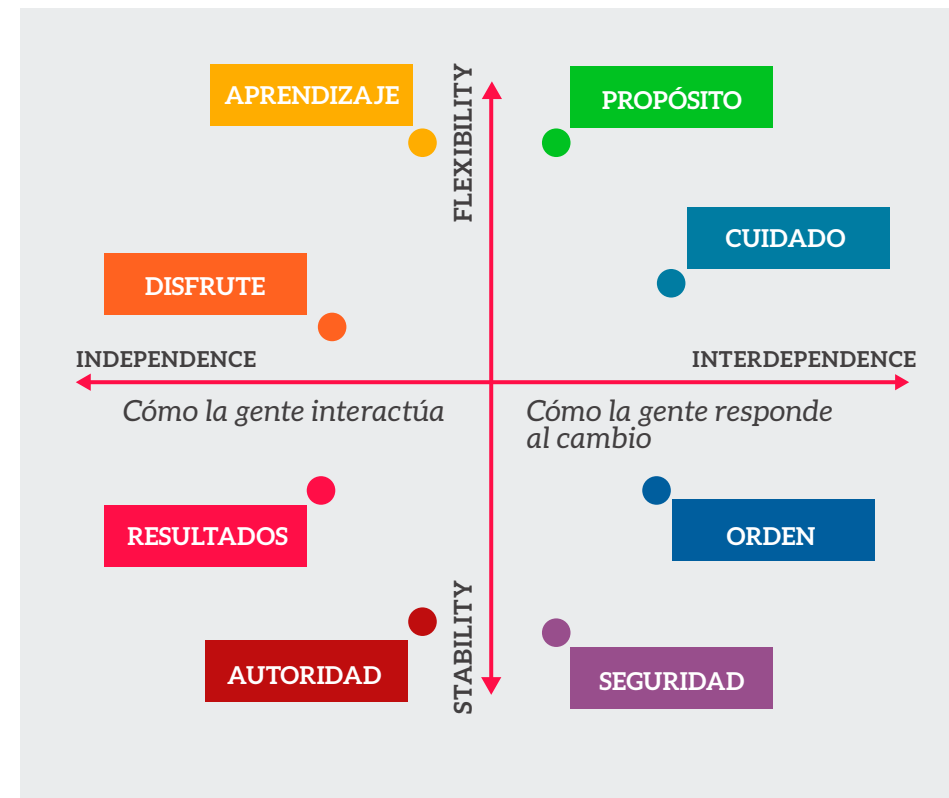 APRENDIZAJE
FLEXIBILITY
PROPÓSITO
CUIDADO
DISFRUTE
INDEPENDENCE
INTERDEPENDENCE
Cómo la gente interactúa
Cómo la gente responde
al cambio
RESULTADOS
ORDEN
STABILITY
AUTORIDAD
SEGURIDAD